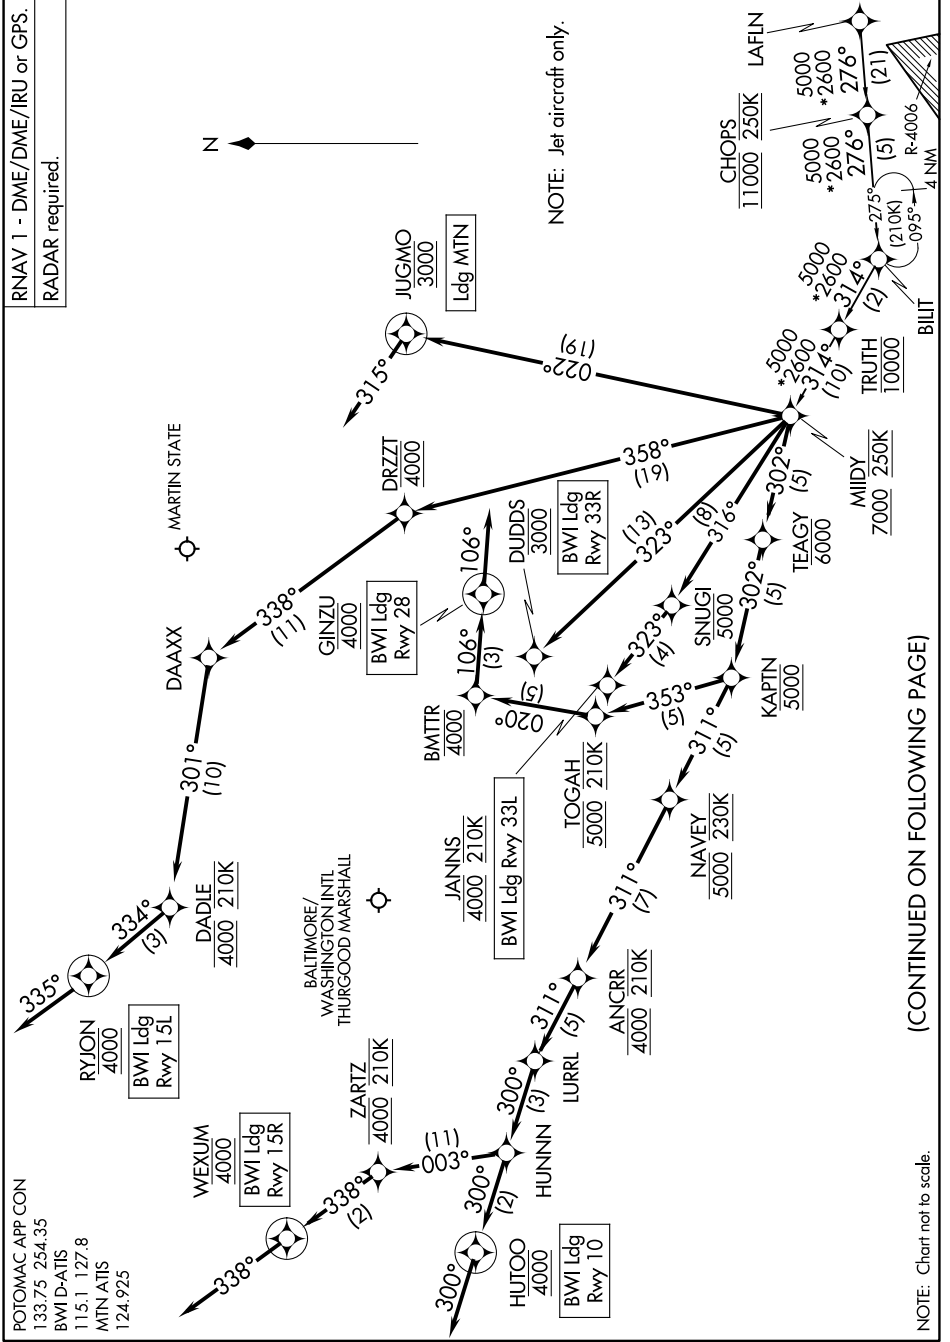 RNAV 1 - DME/DME/IRU or GPS.
RADAR required.
POTOMAC APP CON
133.75 254.35
BWI D-ATIS
115.1 127.8
MTN ATIS
124.925
335°
RYJON
4000
BWI Ldg
Rwy 15L
334°
(3)
DADLE
4000 210K
301°
(10)
DAAXX
338°
(11)
MARTIN STATE
N
WEXUM
4000
BWI Ldg
Rwy 15R
338°
338°
(2)
ZARTZ
4000 210K
003°
(11)
BALTIMORE/
WASHINGTON INTL
THURGOOD MARSHALL
GINZU
4000
BWI Ldg
Rwy 28
DRZZT
4000
JUGMO
3000
Ldg MTN
315°
022°
(19)
358°
(19)
NOTE: Jet aircraft only.
BMTTR
4000
106°
(3)
106°
DUDDS
3000
BWI Ldg
Rwy 33R
(13)
323°
(8)
316°
020°
(5)
JANNS
4000 210K
BWI Ldg Rwy 33L
TOGAH
5000 210K
323°
(4)
SNUGI
5000
353°
(5)
300°
HUTOO
4000
BWI Ldg
Rwy 10
300°
(2)
HUNNN
300°
(3)
LURRL
311°
(5)
ANCRR
4000 210K
311°
(7)
NAVEY
5000 230K
311°
(5)
KAPTN
5000
302°
(5)
TEAGY
6000
302°
(5)
MIIDY
7000 250K
5000
*2600
314°
(10)
TRUTH
10000
5000
*2600
314°
(2)
BILIT
275°
(210K)
095°
4 NM
R-4006
CHOPS
11000 250K
5000
*2600
276°
(5)
5000
*2600
276°
(21)
LAFLN
NOTE: Chart not to scale.
(CONTINUED ON FOLLOWING PAGE)